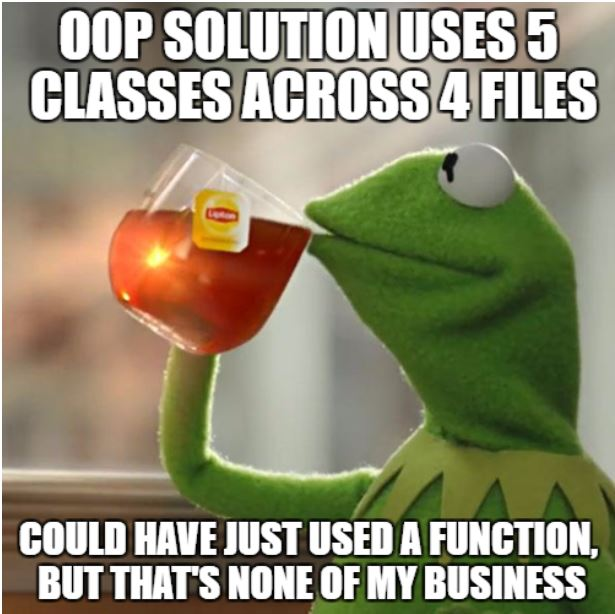 OOP SOLUTION USES 5
CLASSES ACROSS 4 FILES
Lipton
COULD HAVE JUST USED A FUNCTION,
BUT THAT'S NONE OF MY BUSINESS